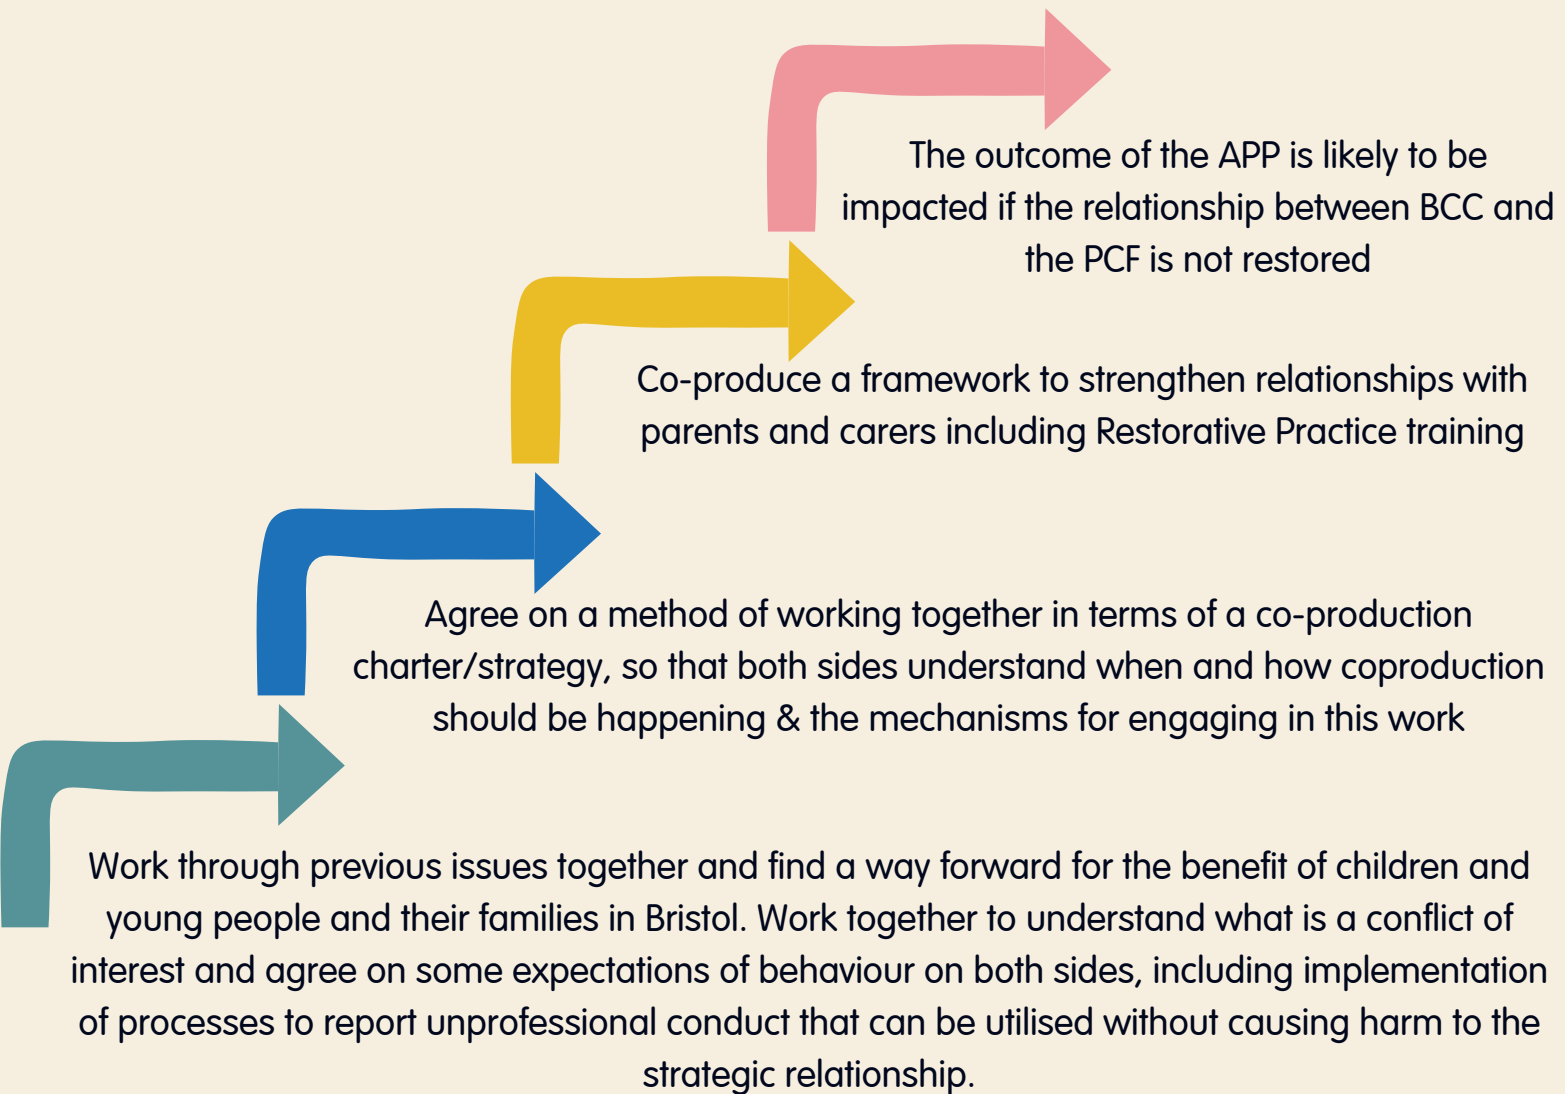 The outcome of the APP is likely to be
impacted if the relationship between BCC and
the PCF is not restored
Co-produce a framework to strengthen relationships with
parents and carers including Restorative Practice training
Agree on a method of working together in terms of a co-production
charter/strategy, so that both sides understand when and how coproduction
should be happening & the mechanisms for engaging in this work
Work through previous issues together and find a way forward for the benefit of children and
young people and their families in Bristol. Work together to understand what is a conflict of
interest and agree on some expectations of behaviour on both sides, including implementation
of processes to report unprofessional conduct that can be utilised without causing harm to the
strategic relationship.